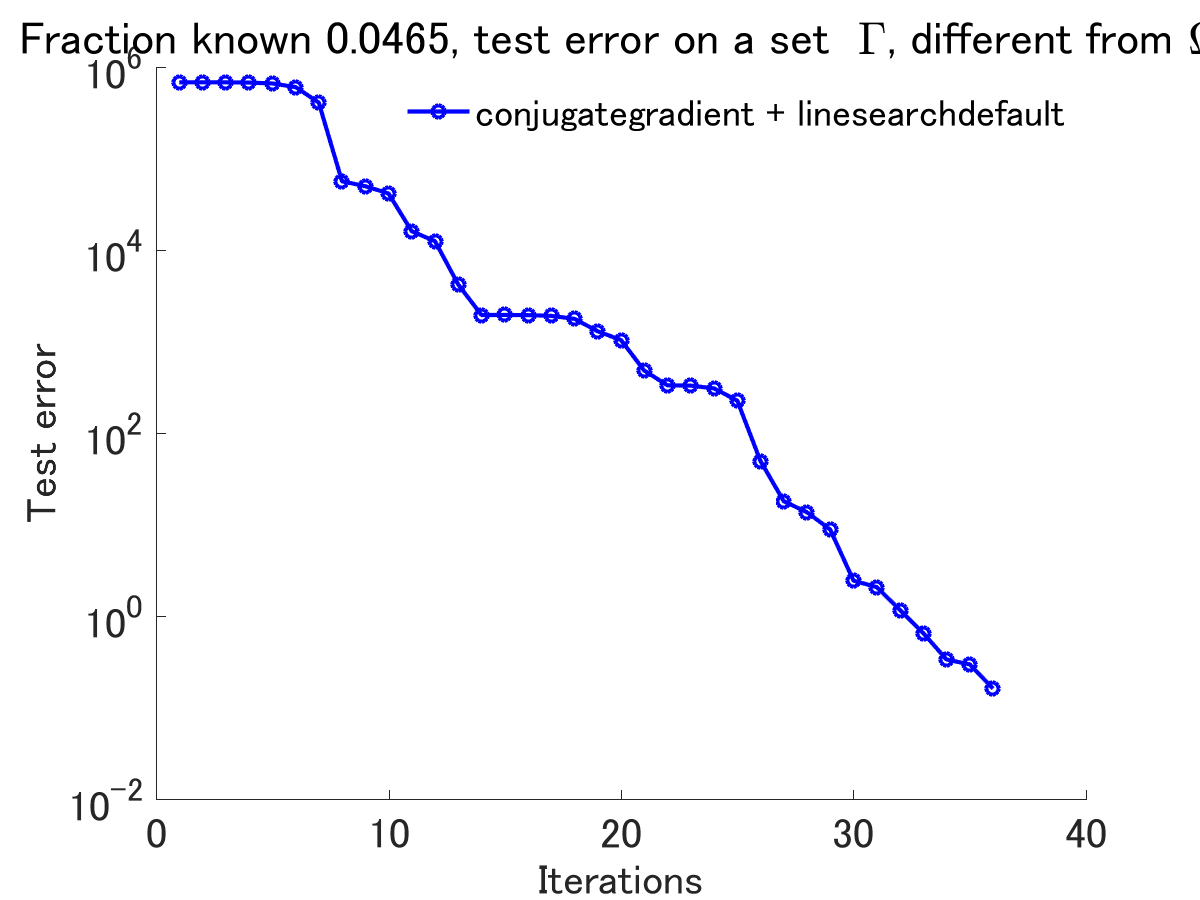 Fraction known 0.0465, test error on a set Γ, different from
10^6
conjugategradient + linesearchdefault
10^4
10^2
10^0
10^-2
Test error
0 10 20 30 40
Iterations